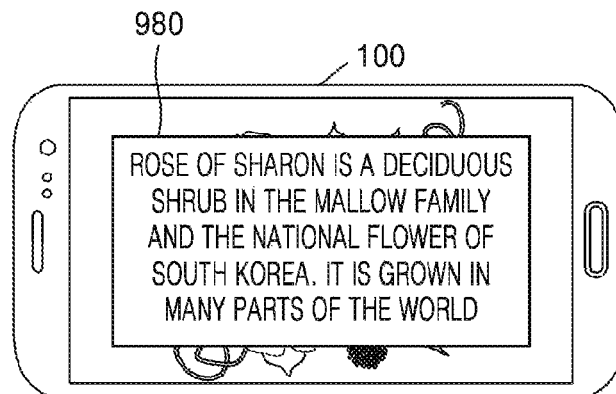 980
100
ROSE OF SHARON IS A DECIDUOUS
SHRUB IN THE MALLOW FAMILY
AND THE NATIONAL FLOWER OF
SOUTH KOREA. IT IS GROWN IN
MANY PARTS OF THE WORLD